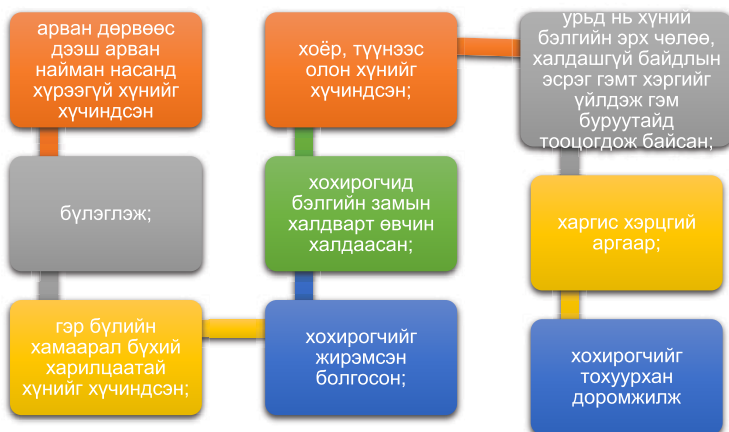 арван дөрвөөс
дээш арван
найман насанд
хүрээгүй хүнийг
хүчиндсэн
бүлэглэж;
гэр бүлийн
хамаарал бүхий
харилцаатай
хүнийг хүчиндсэн;
хохирогчийг
жирэмсэн
болгосон;
хохирогчид
бэлгийн замын
халдварт өвчин
халдаасан;
хоёр, түүнээс
олон хүнийг
хүчиндсэн;
урьд нь хүний
бэлгийн эрх чөлөө,
халдашгүй байдлын
эсрэг гэмт хэргийг
үйлдэж гэм
буруутайд
тооцогдож байсан;
харгис хэрцгий
аргаар;
хохирогчийг
тохуурхан
доромжилж